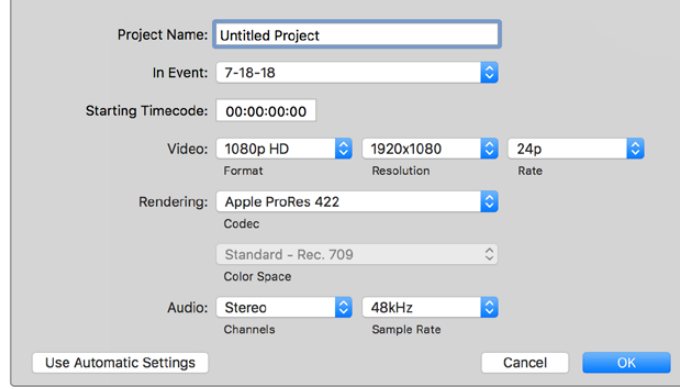 Project Name: Untitled Project
In Event: 7-18-18
Starting Timecode: 00:00:00:00
Video: 1080p HD 1920x1080 24p
Format Resolution Rate
Rendering: Apple ProRes 422
Codec
Standard - Rec. 709
Color Space
Audio: Stereo 48kHz
Channels Sample Rate
Use Automatic Settings Cancel OK